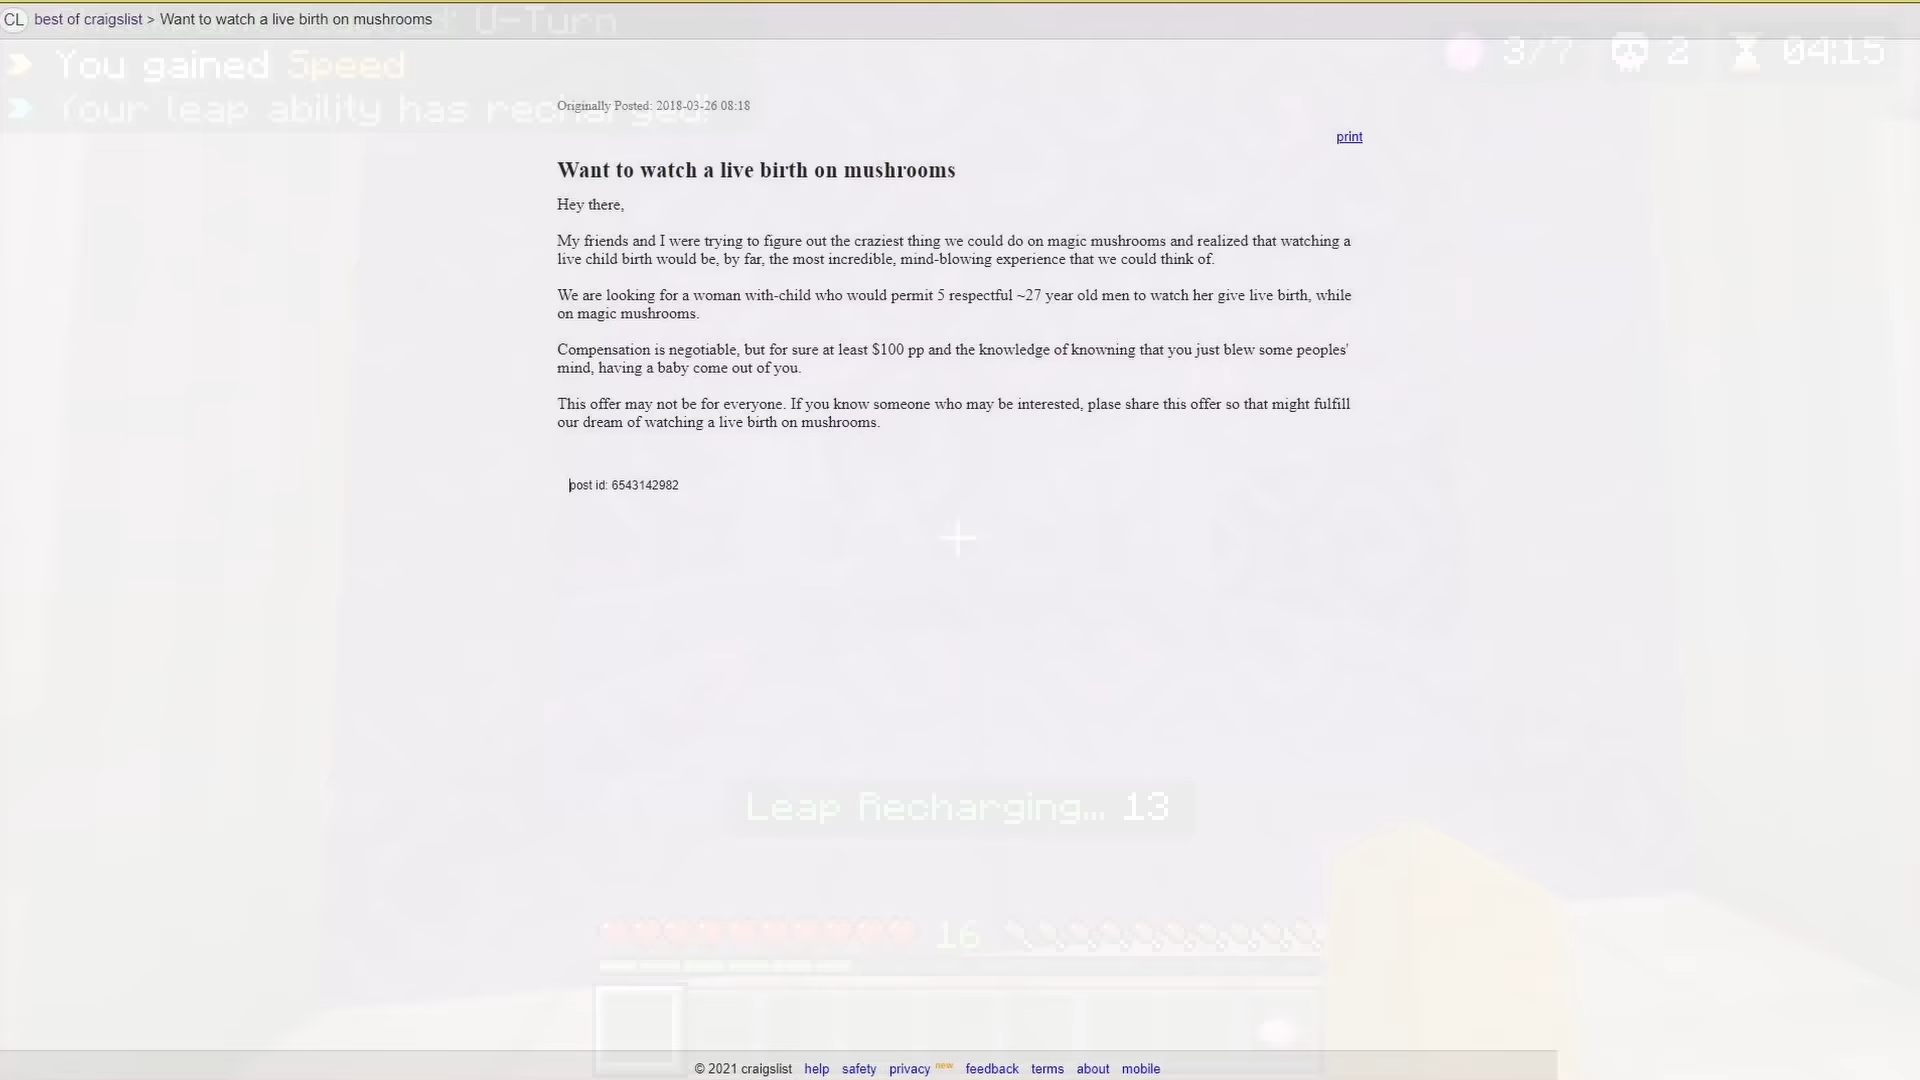 CL best of craigslist > Want to watch a live birth on mushrooms
U-Turn
You gained Speed
3/7 2 04:15
Your leap ability has recharged!
Originally Posted: 2018-03-26 08:18
print
Want to watch a live birth on mushrooms
Hey there,
My friends and I were trying to figure out the craziest thing we could do on magic mushrooms and realized that watching a
live child birth would be, by far, the most incredible, mind-blowing experience that we could think of.
We are looking for a woman with-child who would permit 5 respectful ~27 year old men to watch her give live birth, while
on magic mushrooms.
Compensation is negotiable, but for sure at least $100 pp and the knowledge of knowning that you just blew some peoples'
mind, having a baby come out of you.
This offer may not be for everyone. If you know someone who may be interested, plase share this offer so that might fulfill
our dream of watching a live birth on mushrooms.
post id: 6543142982
Leap Recharging... 13
16
© 2021 craigslist help safety privacy new feedback terms about mobile